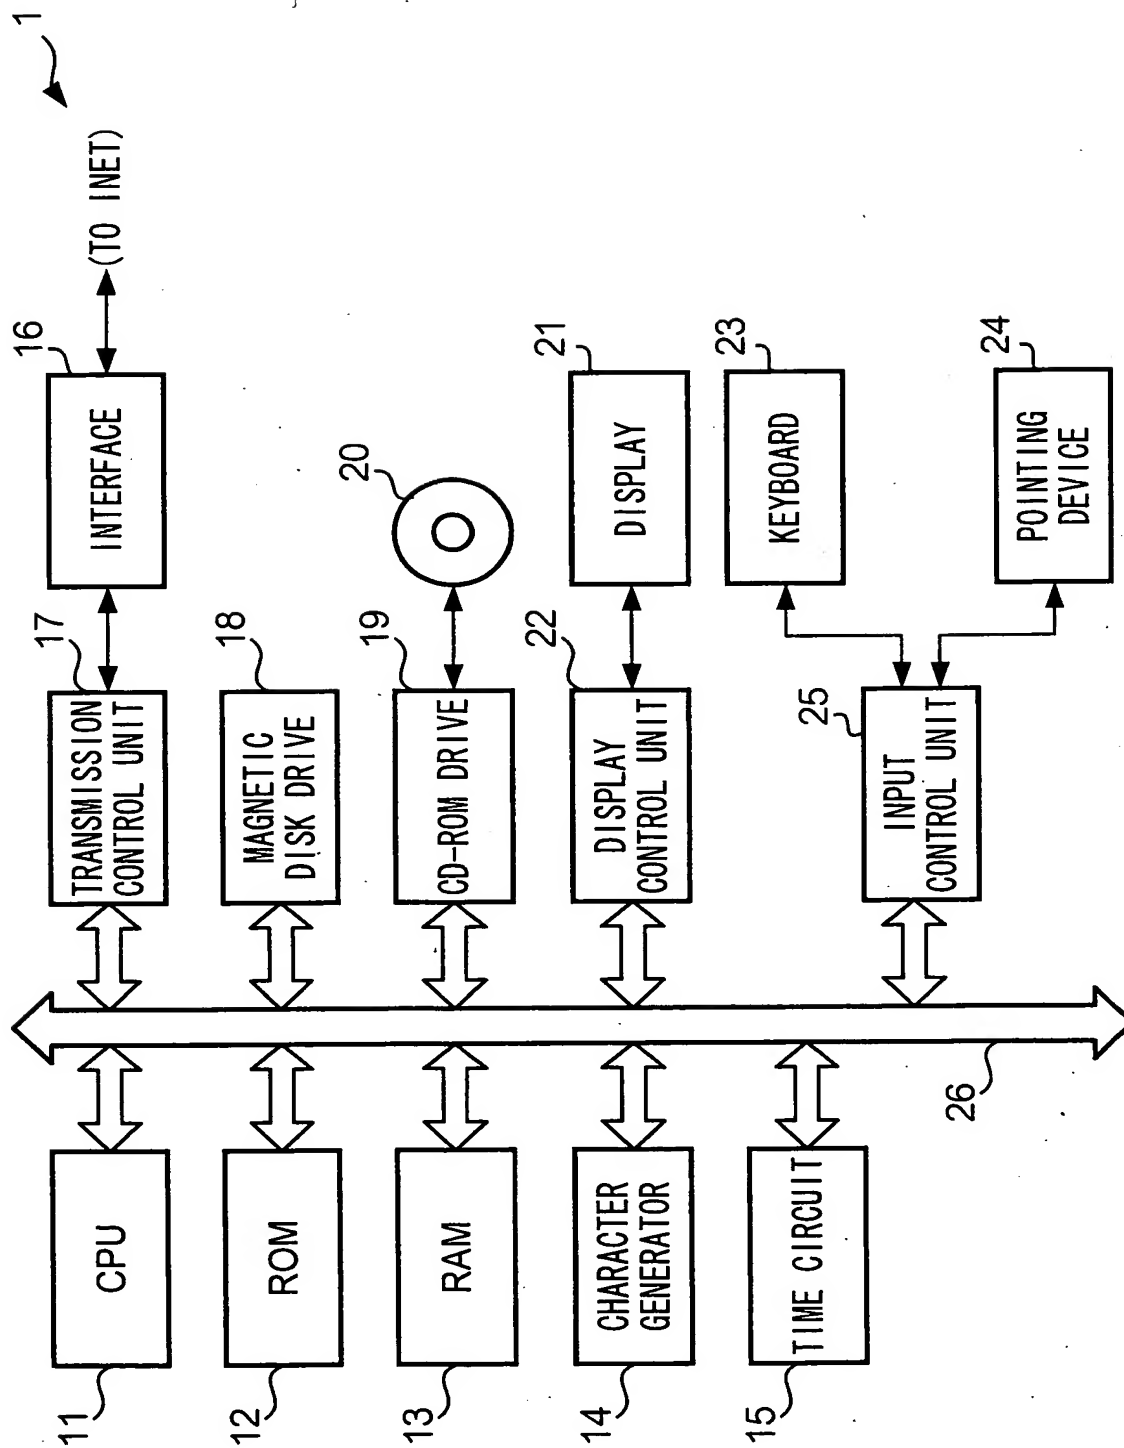 1
11
CPU
12
ROM
13
RAM
14
CHARACTER
GENERATOR
15
TIME CIRCUIT
26
17
TRANSMISSION
CONTROL UNIT
16
INTERFACE
(TO INET)
18
MAGNETIC
DISK DRIVE
19
CD-ROM DRIVE
20
22
DISPLAY
CONTROL UNIT
21
DISPLAY
25
INPUT
CONTROL UNIT
23
KEYBOARD
24
POINTING
DEVICE